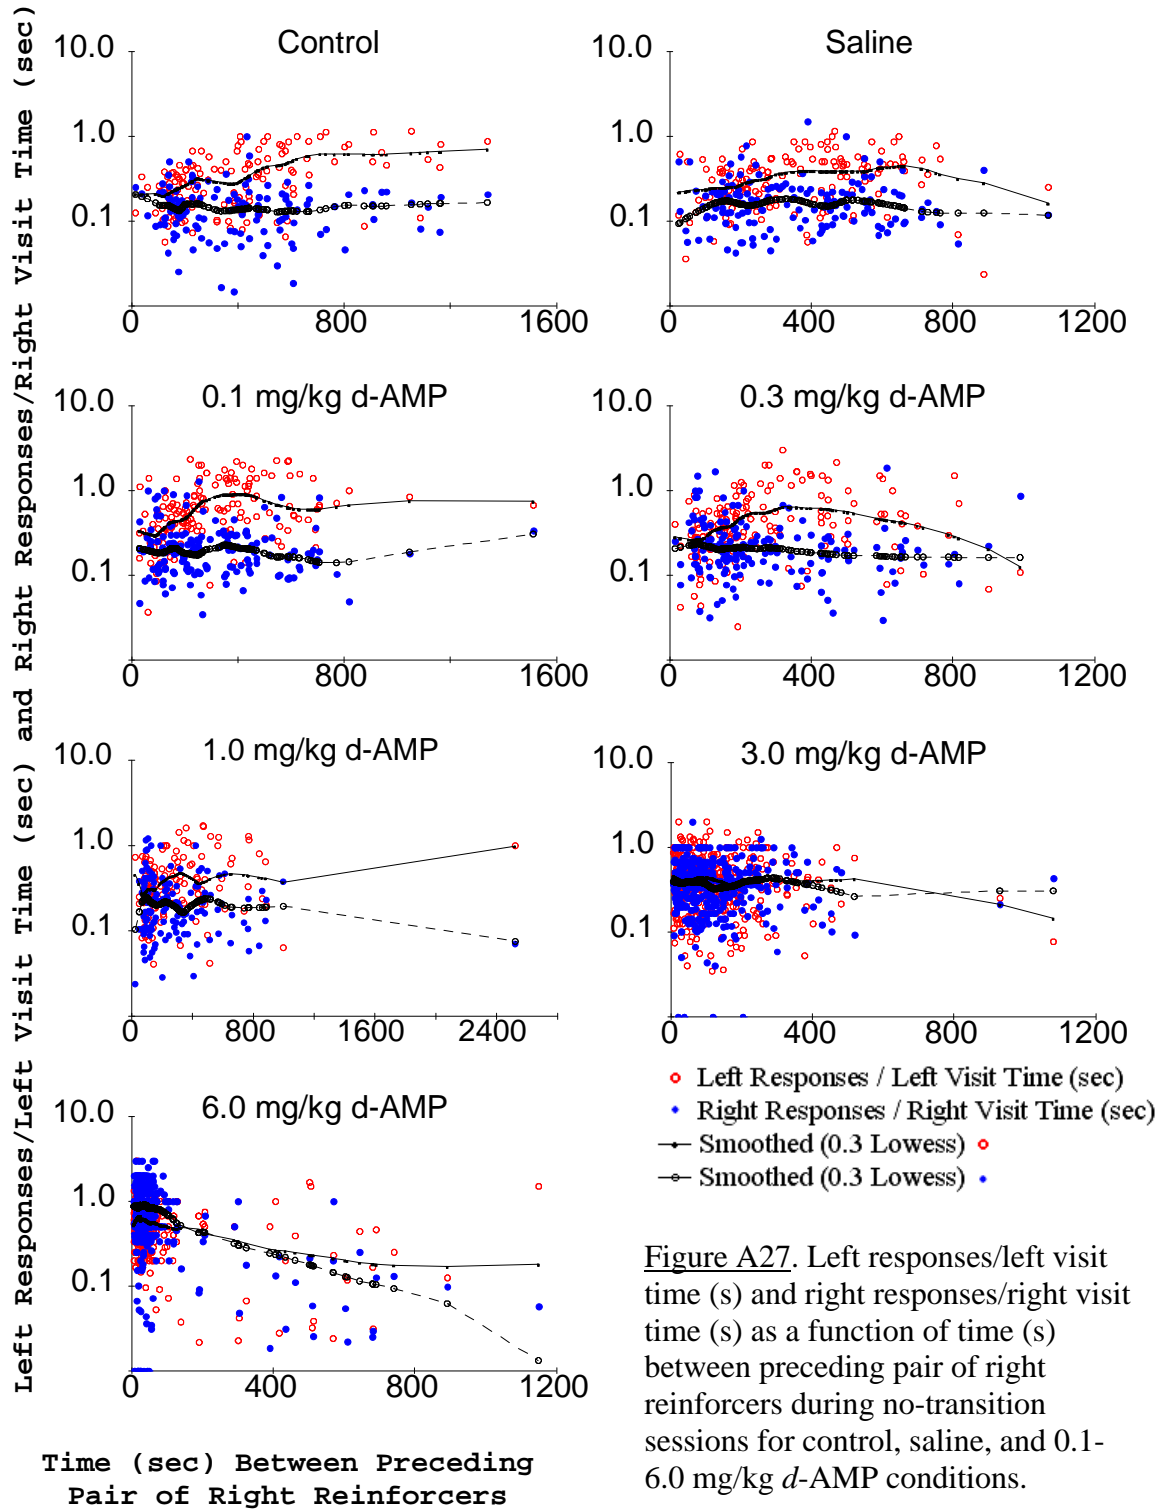 Left Responses/Left Visit Time (sec) and Right Responses/Right Visit Time (sec)
Control
10.0
1.0
0.1
0
800
1600
Saline
10.0
1.0
0.1
0
400
800
1200
0.1 mg/kg d-AMP
10.0
1.0
0.1
0
800
1600
0.3 mg/kg d-AMP
10.0
1.0
0.1
0
400
800
1200
1.0 mg/kg d-AMP
10.0
1.0
0.1
0
800
1600
2400
3.0 mg/kg d-AMP
10.0
1.0
0.1
0
400
800
1200
6.0 mg/kg d-AMP
10.0
1.0
0.1
0
400
800
1200
Left Responses / Left Visit Time (sec)
Right Responses / Right Visit Time (sec)
Smoothed (0.3 Lowess)
Smoothed (0.3 Lowess)
Figure A27. Left responses/left visit
time (s) and right responses/right visit
time (s) as a function of time (s)
between preceding pair of right
reinforcers during no-transition
sessions for control, saline, and 0.1-
6.0 mg/kg d-AMP conditions.
Time (sec) Between Preceding
Pair of Right Reinforcers